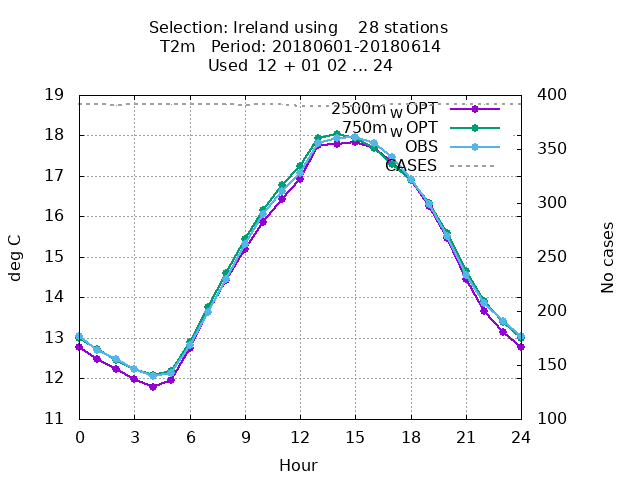 Selection: Ireland using 28 stations
T2m Period: 20180601-20180614
Used 12 + 01 02 ... 24
19 400
2500m_W OPT
750m_W OPT
18
OBS
350
CASES
17
16 300
15 250
14
200
13
150
12
11 100
deg C
No cases
0 3 6 9 12 15 18 21 24
Hour